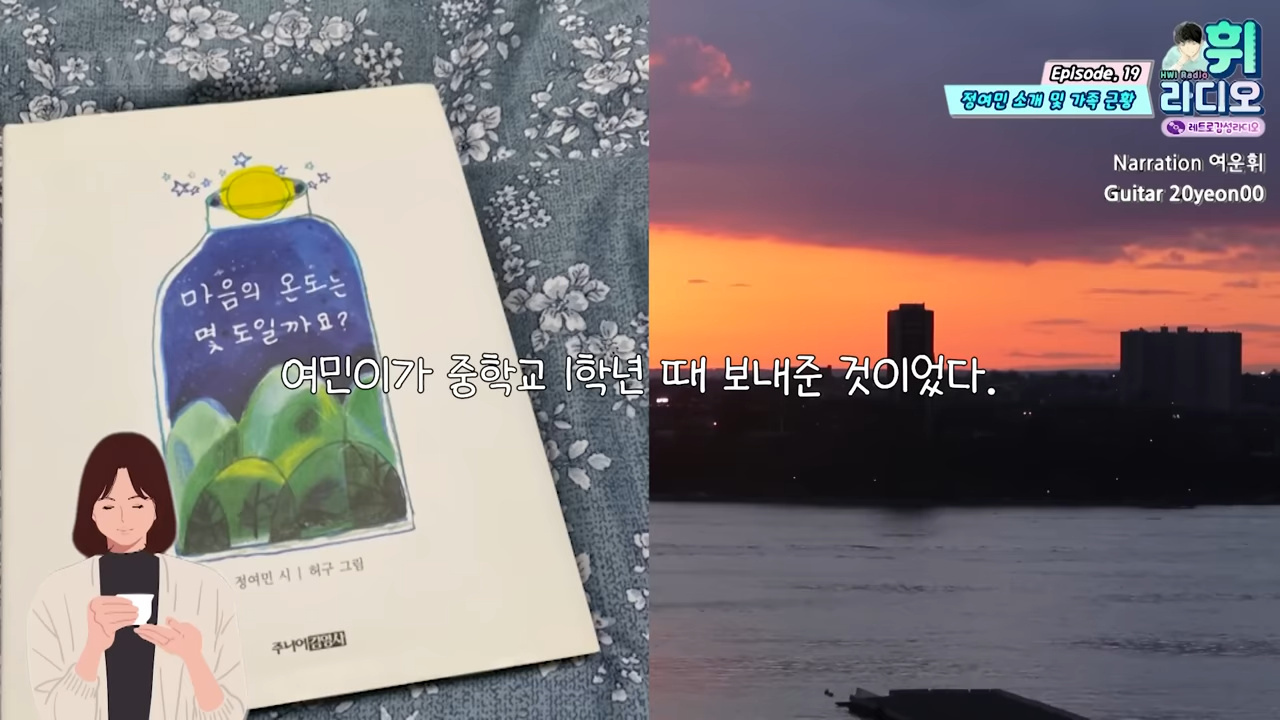 Episode. 19
정여민 소개 및 가족 근황
휘
HWI Radio
라디오
레트로감성라디오
Narration 여운휘
Guitar 20yeon00
마음의 온도는
몇 도일까요?
여민이가 중학교 1학년 때 보내준 것이었다.
정여민 시 | 허구 그림
주니어김영사